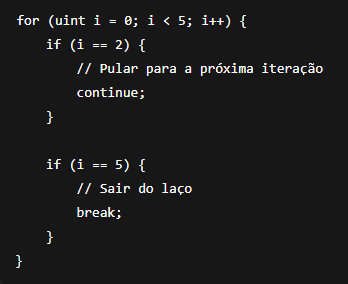 for (uint i = 0; i < 5; i++) {
    if (i == 2) {
        // Pular para a próxima iteração
        continue;
    }

    if (i == 5) {
        // Sair do laço
        break;
    }
}